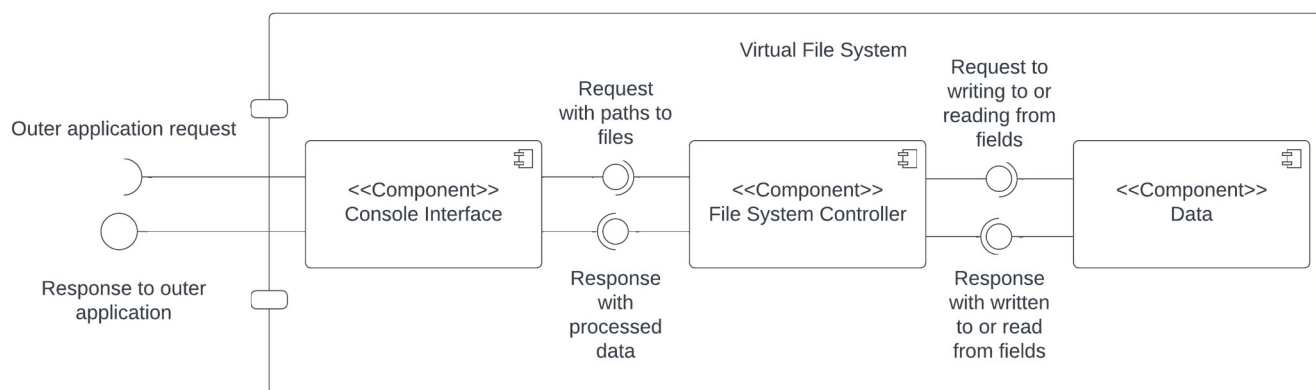 Virtual File System
Outer application request
Response to outer
application
<<Component>>
Console Interface
Request
with paths to
files
Response
with
processed
data
<<Component>>
File System Controller
Request to
writing to or
reading from
fields
Response
with written
to or read
from fields
<<Component>>
Data